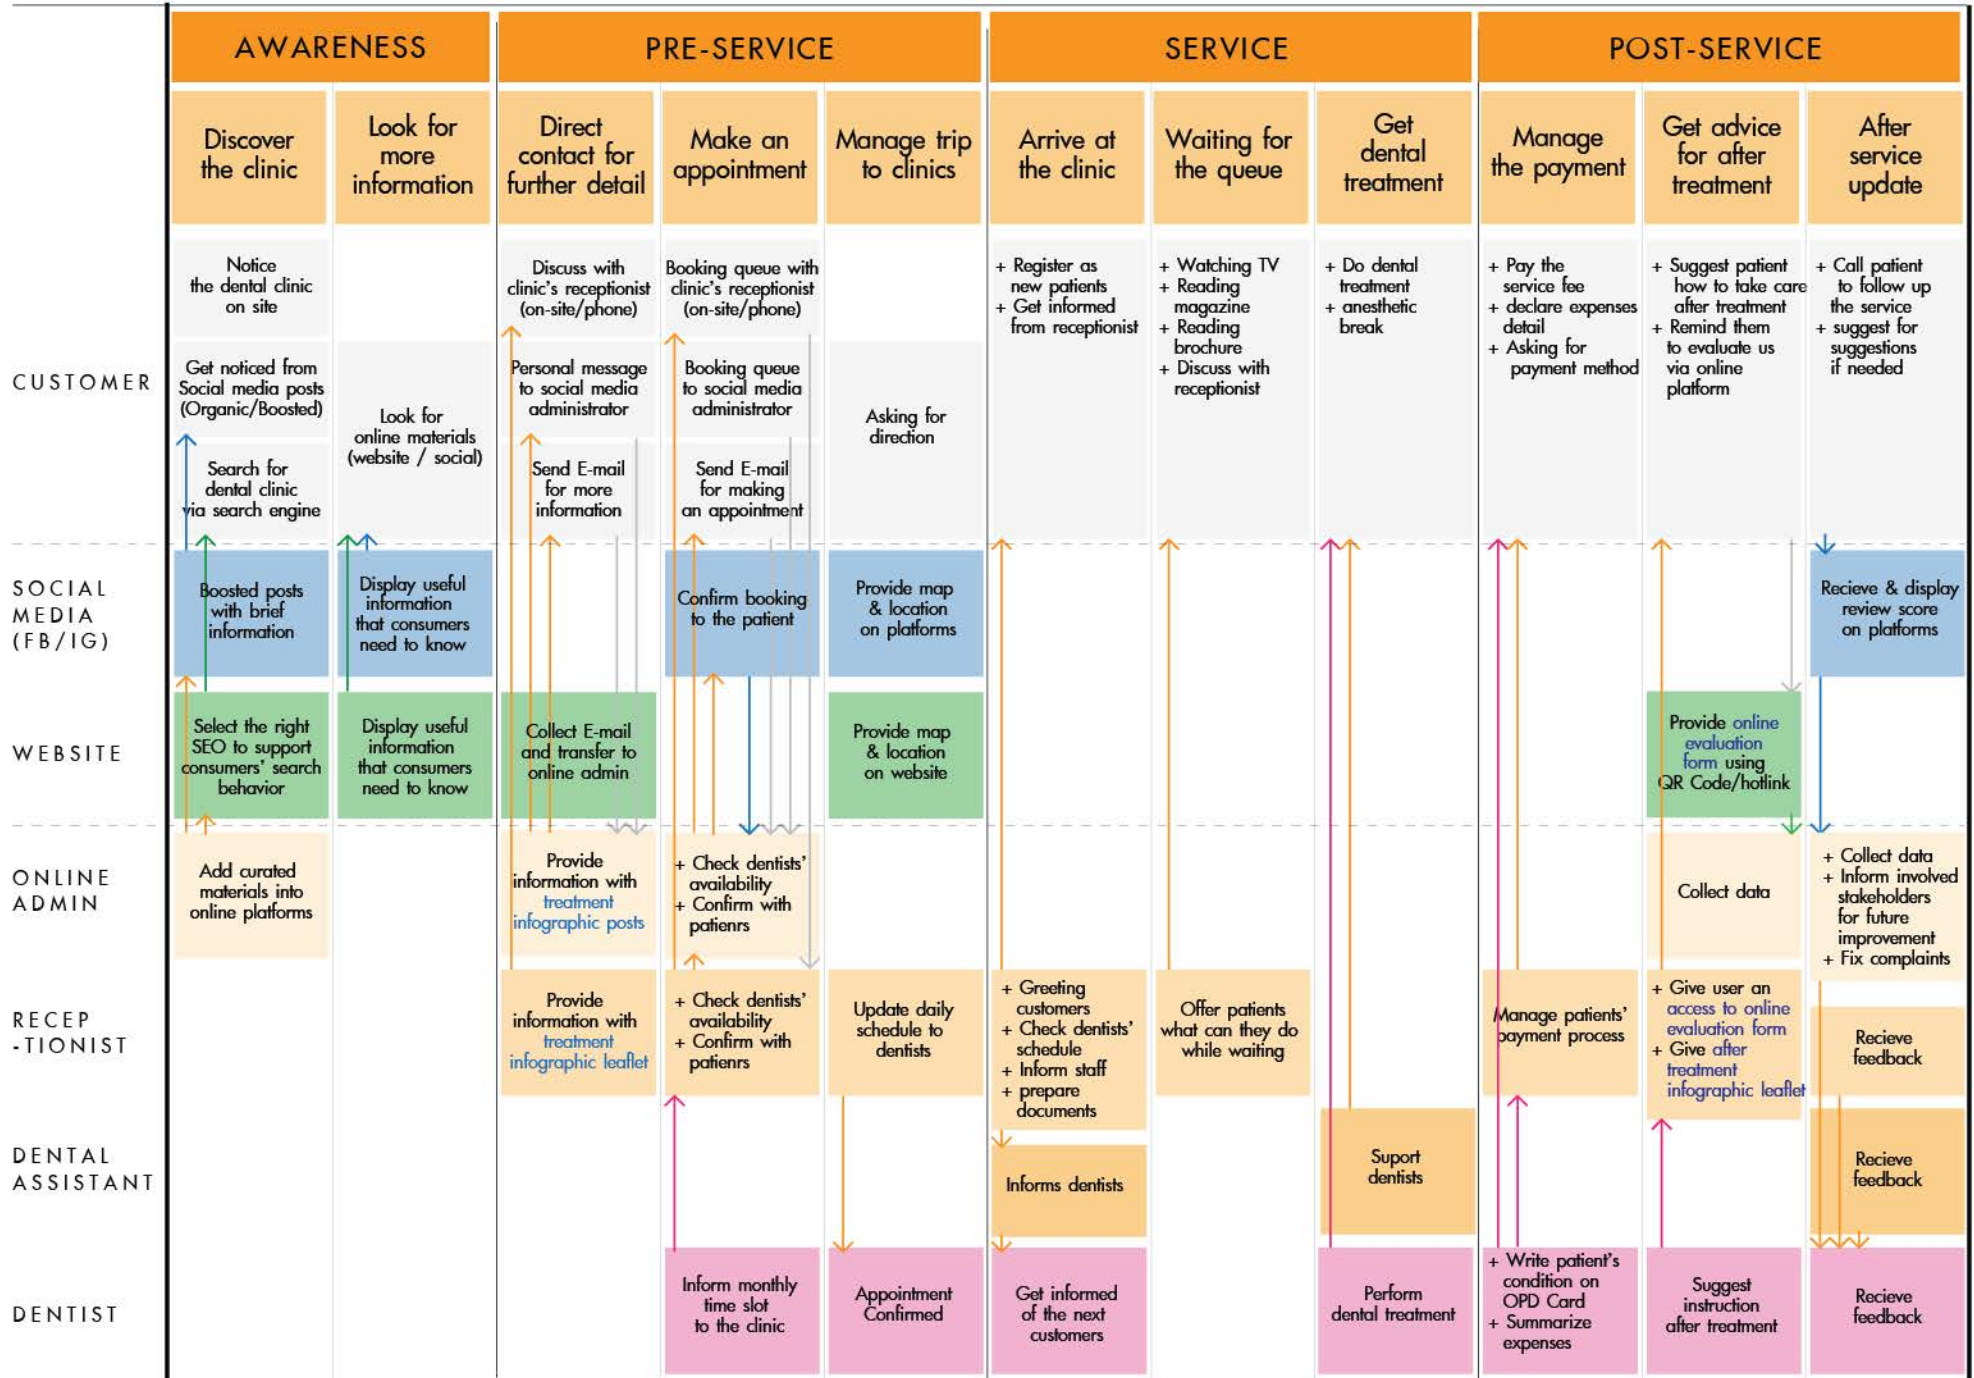 AWARENESS
PRE-SERVICE
SERVICE
POST-SERVICE
Discover
the clinic
Look for
more
information
Direct
contact for
further detail
Make an
appointment
Manage trip
to clinics
Arrive at
the clinic
Waiting for
the queue
Get
dental
treatment
Manage
the payment
Get advice
for after
treatment
After
service
update
CUSTOMER
Notice
the dental clinic
on site
Get noticed from
Social media posts
(Organic/Boosted)
Search for
dental clinic
via search engine
Look for
online materials
(website / social)
Discuss with
clinic's receptionist
(on-site/phone)
Personal message
to social media
administrator
Send E-mail
for more
information
Booking queue with
clinic's receptionist
(on-site/phone)
Booking queue
to social media
administrator
Send E-mail
for making
an appointment
Asking for
direction
+ Register as
new patients
+ Get informed
from receptionist
+ Watching TV
+ Reading
magazine
+ Reading
brochure
+ Discuss with
receptionist
+ Do dental
treatment
+ anesthetic
break
+ Pay the
service fee
+ declare expenses
detail
+ Asking for
payment method
+ Suggest patient
how to take care
after treatment
+ Remind them
to evaluate us
via online
platform
+ Call patient
to follow up
the service
+ suggest for
suggestions
if needed
SOCIAL
MEDIA
(FB/IG)
Boosted posts
with brief
information
Display useful
information
that consumers
need to know
Confirm booking
to the patient
Provide map
& location
on platforms
Recieve & display
review score
on platforms
WEBSITE
Select the right
SEO to support
consumers' search
behavior
Display useful
information
that consumers
need to know
Collect E-mail
and transfer to
online admin
Provide map
& location
on website
Provide online
evaluation
form using
QR Code/hotlink
ONLINE
ADMIN
Add curated
materials into
online platforms
Provide
information with
treatment
infographic posts
+ Check dentists'
availability
+ Confirm with
patienrs
Collect data
+ Collect data
+ Inform involved
stakeholders
for future
improvement
+ Fix complaints
RECEP
-TIONIST
Provide
information with
treatment
infographic leaflet
+ Check dentists'
availability
+ Confirm with
patienrs
Update daily
schedule to
dentists
+ Greeting
customers
+ Check dentists'
schedule
+ Inform staff
+ prepare
documents
Offer patients
what can they do
while waiting
Manage patients'
payment process
+ Give user an
access to online
evaluation form
+ Give after
treatment
infographic leaflet
Recieve
feedback
DENTAL
ASSISTANT
Informs dentists
Suport
dentists
Recieve
feedback
DENTIST
Inform monthly
time slot
to the clinic
Appointment
Confirmed
Get informed
of the next
customers
Perform
dental treatment
+ Write patient's
condition on
OPD Card
+ Summarize
expenses
Suggest
instruction
after treatment
Recieve
feedback